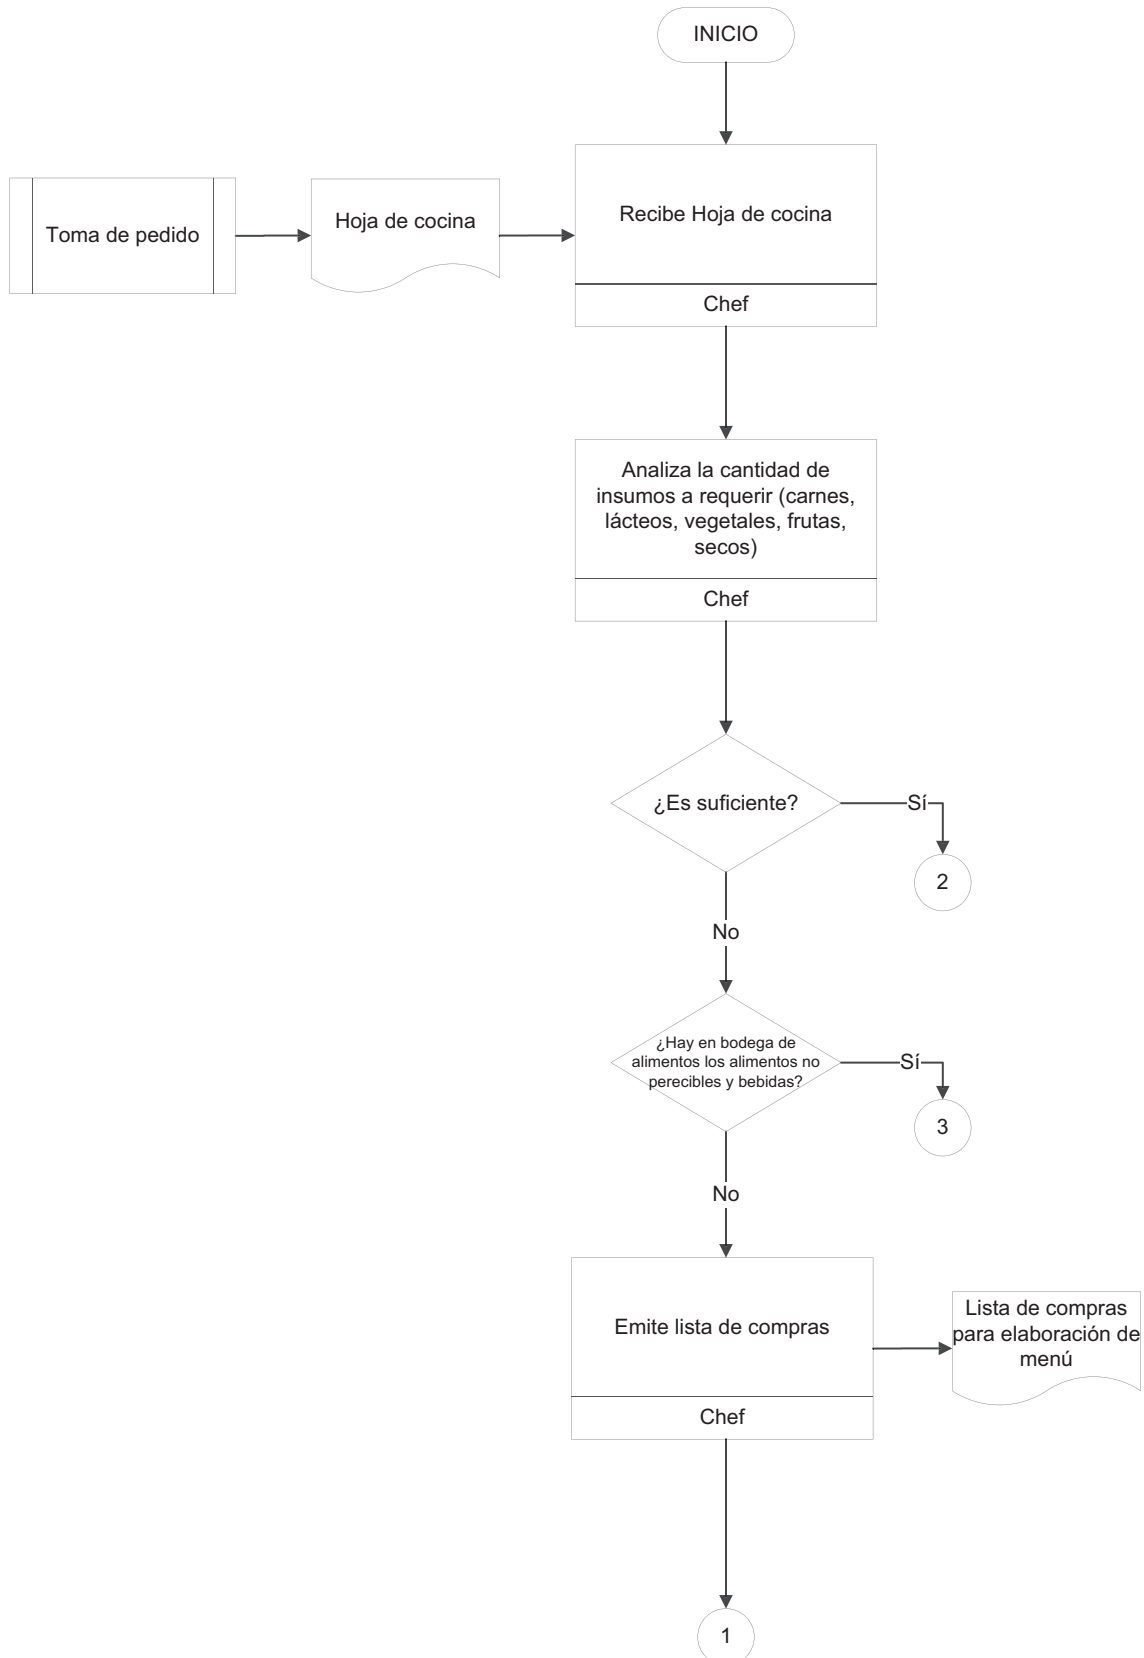 INICIO
Toma de pedido
Hoja de cocina
Recibe Hoja de cocina
Chef
Analiza la cantidad de
insumos a requerir (carnes,
lácteos, vegetales, frutas,
secos)
Chef
¿Es suficiente?
Sí
2
No
¿Hay en bodega de
alimentos los alimentos no
perecibles y bebidas?
Sí
3
No
Emite lista de compras
Chef
Lista de compras
para elaboración de
menú
1